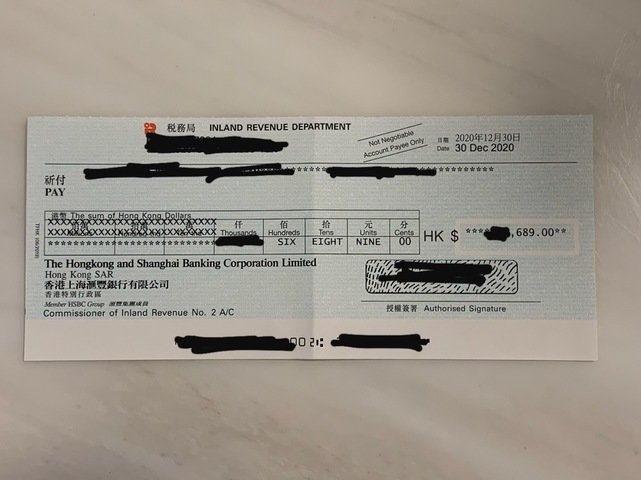 税務局 INLAND REVENUE DEPARTMENT
Not Negotiable
Account Payee Only
日期 2020年12月30日
Date 30 Dec 2020
祈付
PAY
港幣 The sum of Hong Kong Dollars
仟 佰 拾 元 分
Thousands Hundreds Tens Units Cents
SIX EIGHT NINE 00
HK $ ,689.00**
The Hongkong and Shanghai Banking Corporation Limited
Hong Kong SAR
香港上海滙豐銀行有限公司
香港特別行政區
Member HSBC Group 滙豐集團成員
Commissioner of Inland Revenue No. 2 A/C
授權簽署 Authorised Signature